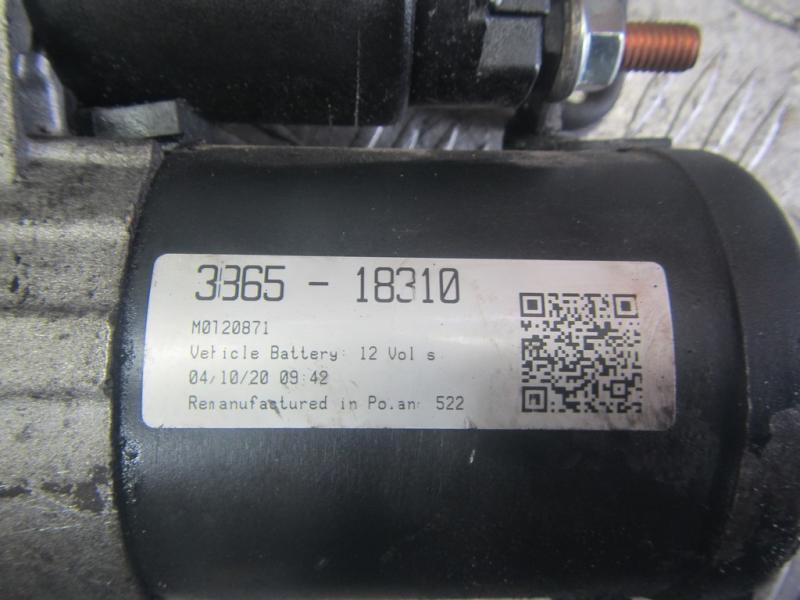 3365 - 18310
M0120871
Vehicle Battery: 12 Vol s
04/10/20 09:42
Remanufactured in Po.an 522